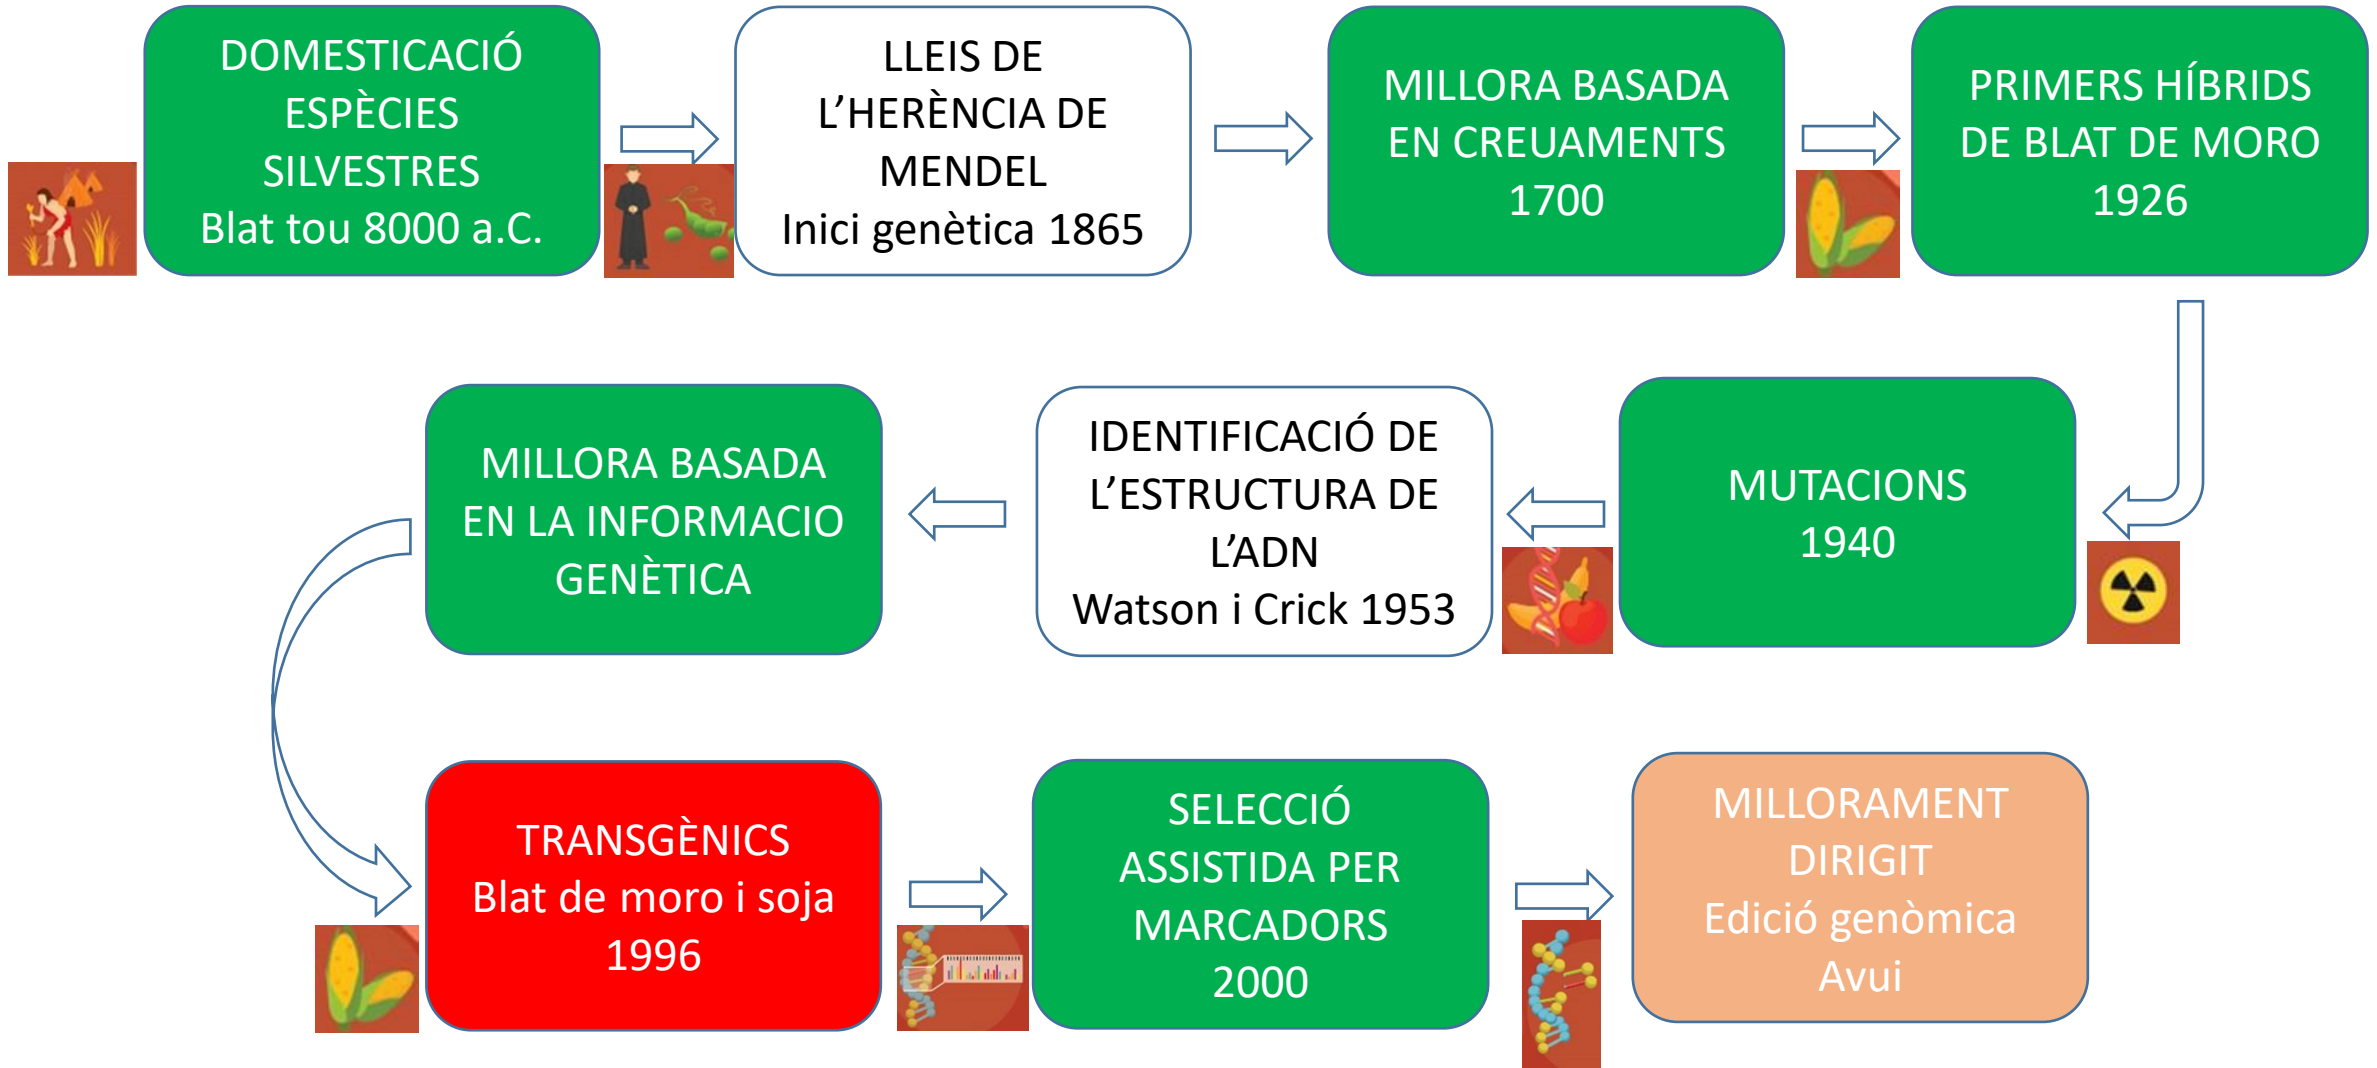 DOMESTICACIÓ
ESPÈCIES
SILVESTRES
Blat tou 8000 a.C.
LLEIS DE
L’HERÈNCIA DE
MENDEL
Inici genètica 1865
MILLORA BASADA
EN CREUAMENTS
1700
PRIMERS HÍBRIDS
DE BLAT DE MORO
1926
MUTACIONS
1940
IDENTIFICACIÓ DE
L’ESTRUCTURA DE
L’ADN
Watson i Crick 1953
MILLORA BASADA
EN LA INFORMACIO
GENÈTICA
TRANSGÈNICS
Blat de moro i soja
1996
SELECCIÓ
ASSISTIDA PER
MARCADORS
2000
MILLORAMENT
DIRIGIT
Edició genòmica
Avui